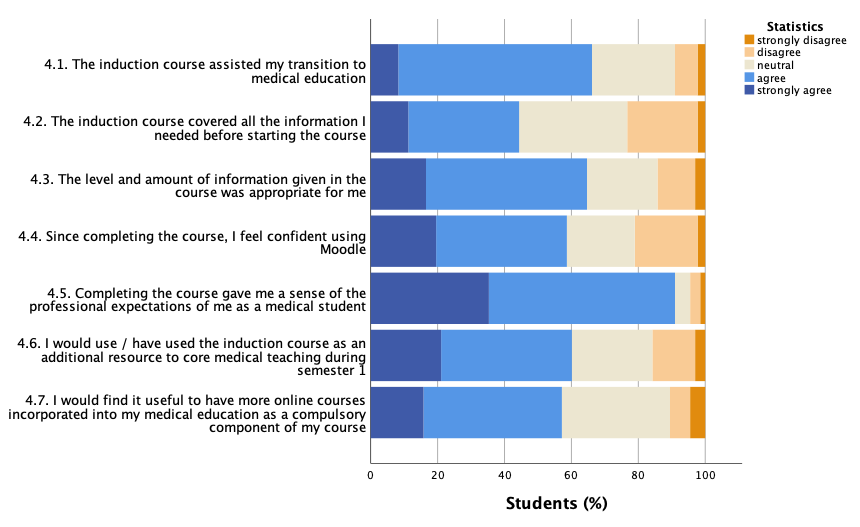 Statistics
strongly disagree
disagree
neutral
agree
strongly agree
4.1. The induction course assisted my transition to
medical education
4.2. The induction course covered all the information I
needed before starting the course
4.3. The level and amount of information given in the
course was appropriate for me
4.4. Since completing the course, I feel confident using
Moodle
4.5. Completing the course gave me a sense of the
professional expectations of me as a medical student
4.6. I would use / have used the induction course as an
additional resource to core medical teaching during
semester 1
4.7. I would find it useful to have more online courses
incorporated into my medical education as a compulsory
component of my course
0 20 40 60 80 100
Students (%)